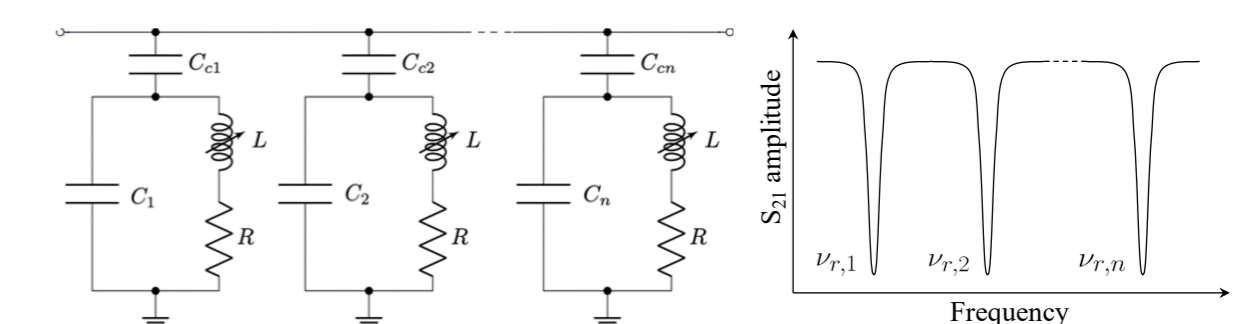 C_{c1}
C_{c2}
C_{cn}
L
L
L
C_1
C_2
C_n
R
R
R
S_{21} amplitude
ν_{r,1}
ν_{r,2}
ν_{r,n}
Frequency